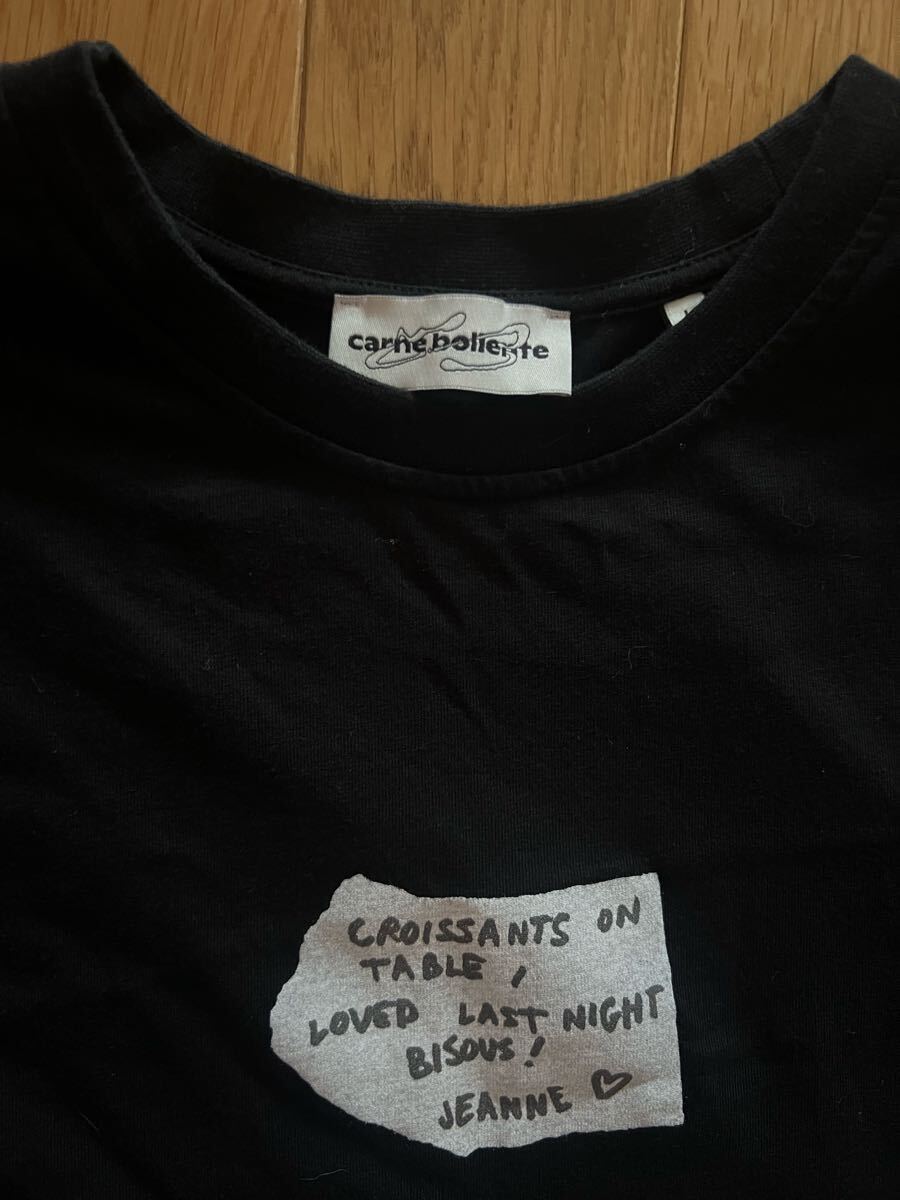 carne bollente
CROISSANTS ON
TABLE,
LOVED LAST NIGHT
BISOUS!
JEANNE ♡